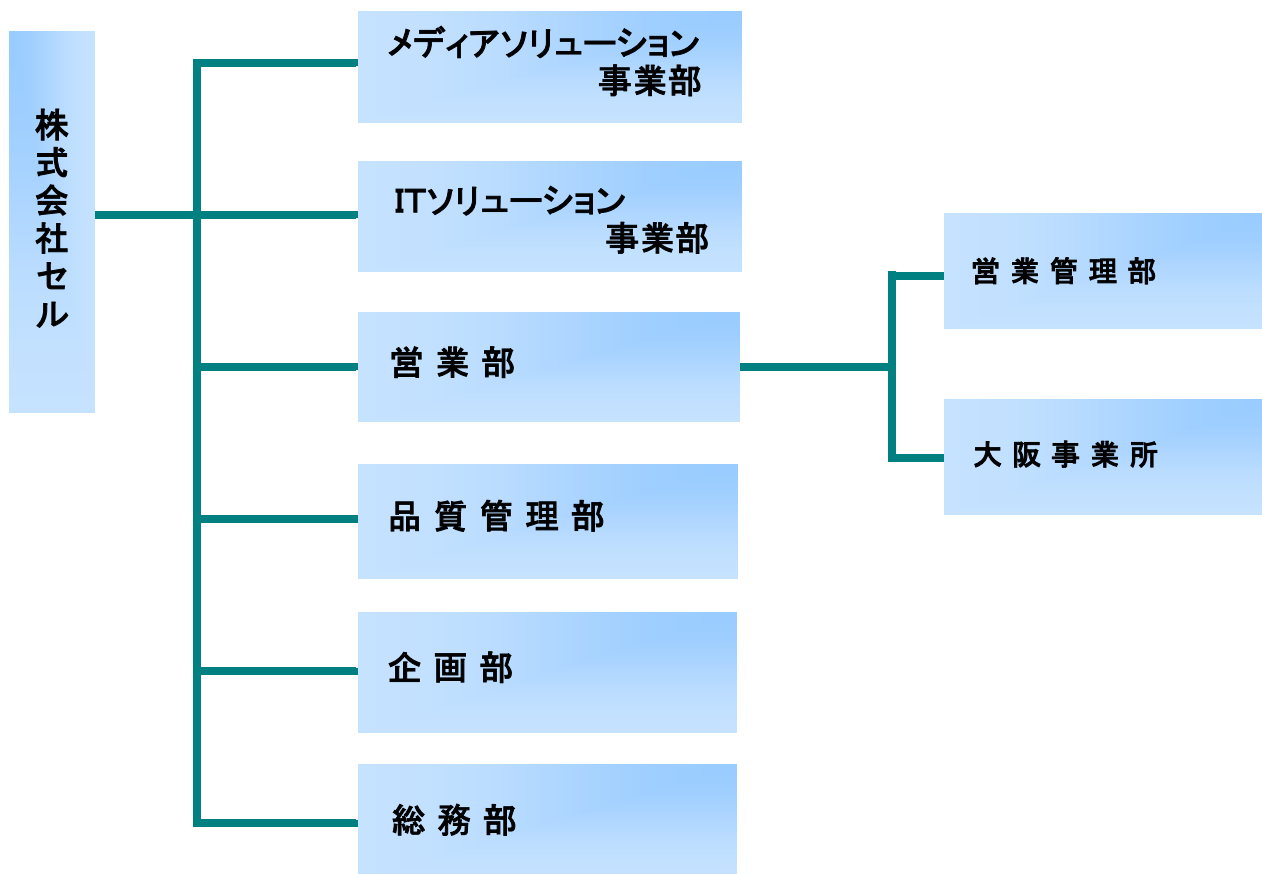 株式会社セル
メディアソリューション
事業部
ITソリューション
事業部
営業部
品質管理部
企画部
総務部
営業管理部
大阪事業所